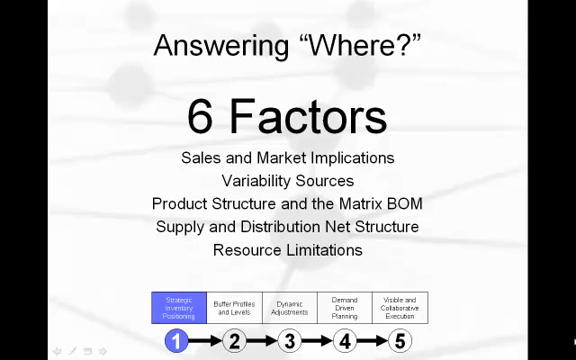 Answering “Where?”
6 Factors
Sales and Market Implications
Variability Sources
Product Structure and the Matrix BOM
Supply and Distribution Net Structure
Resource Limitations
Strategic
Inventory
Positioning
Buffer Profiles
and Levels
Dynamic
Adjustments
Demand
Driven
Planning
Visible and
Collaborative
Execution
1
2
3
4
5